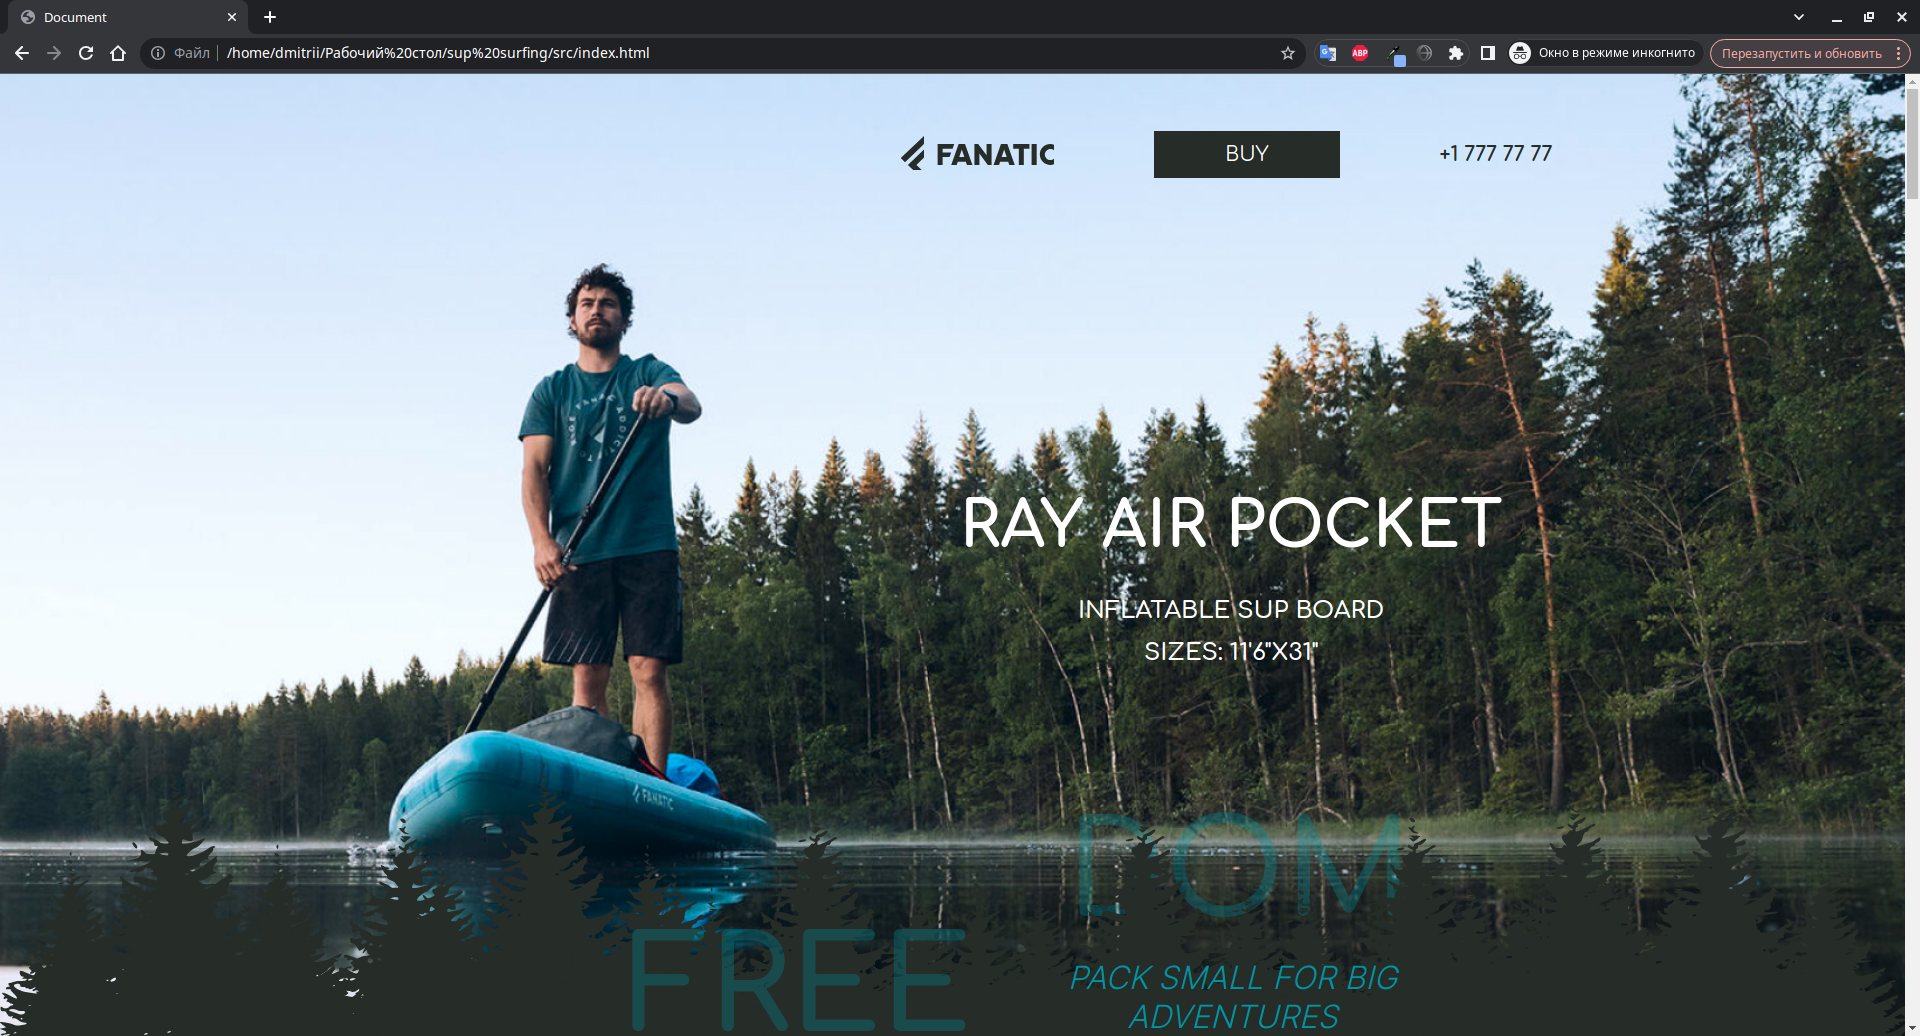 Document
Файл
/home/dmitrii/Рабочий%20стол/sup%20surfing/src/index.html
ABP
Окно в режиме инкогнито
Перезапустить и обновить
FANATIC
BUY
+1 777 77 77
RAY AIR POCKET
INFLATABLE SUP BOARD
SIZES: 11'6"X31"
FANATIC
DOM
FREE
PACK SMALL FOR BIG
ADVENTURES